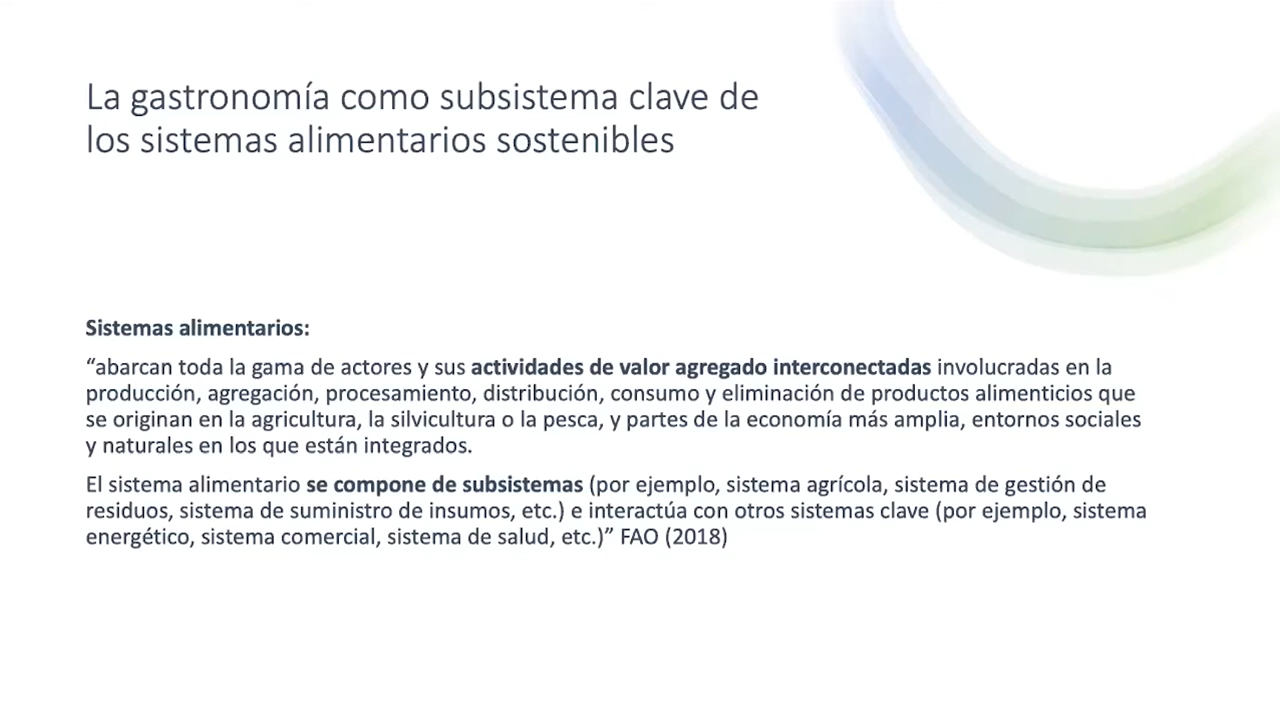 La gastronomía como subsistema clave de
los sistemas alimentarios sostenibles
Sistemas alimentarios:
“abarcan toda la gama de actores y sus actividades de valor agregado interconectadas involucradas en la
producción, agregación, procesamiento, distribución, consumo y eliminación de productos alimenticios que
se originan en la agricultura, la silvicultura o la pesca, y partes de la economía más amplia, entornos sociales
y naturales en los que están integrados.
El sistema alimentario se compone de subsistemas (por ejemplo, sistema agrícola, sistema de gestión de
residuos, sistema de suministro de insumos, etc.) e interactúa con otros sistemas clave (por ejemplo, sistema
energético, sistema comercial, sistema de salud, etc.)” FAO (2018)